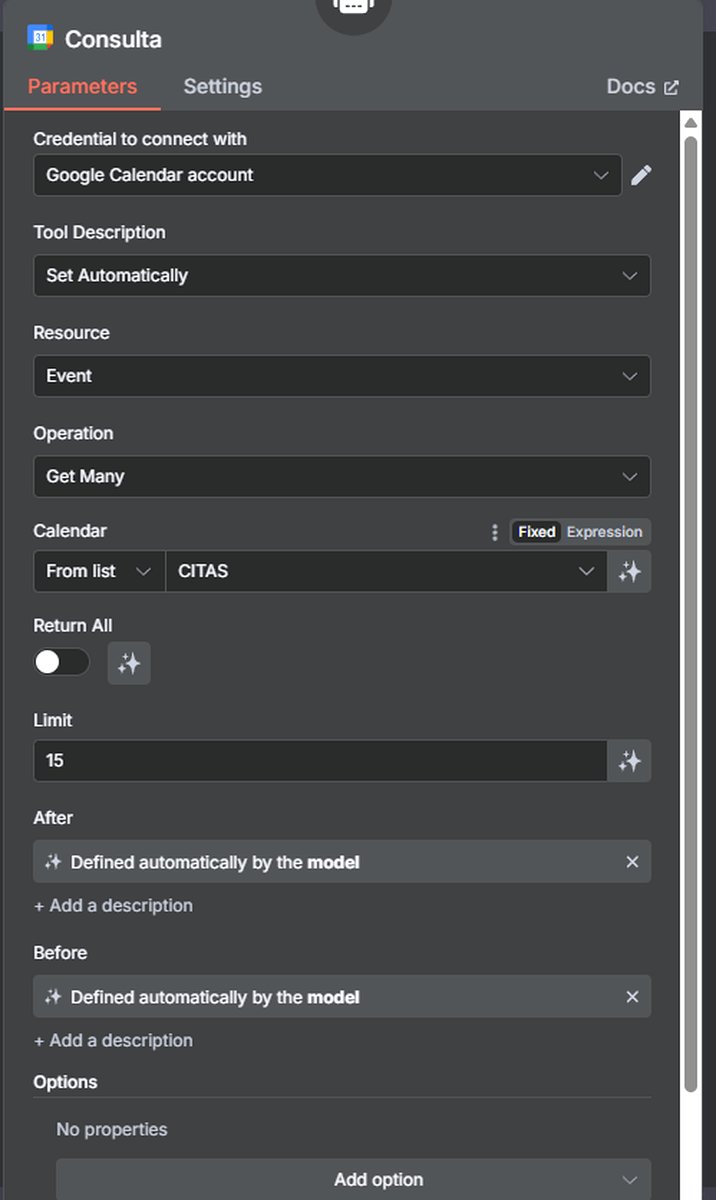 31 Consulta
Parameters Settings Docs
Credential to connect with
Google Calendar account
Tool Description
Set Automatically
Resource
Event
Operation
Get Many
Calendar Fixed Expression
From list CITAS
Return All
Limit
15
After
Defined automatically by the model
+ Add a description
Before
Defined automatically by the model
+ Add a description
Options
No properties
Add option